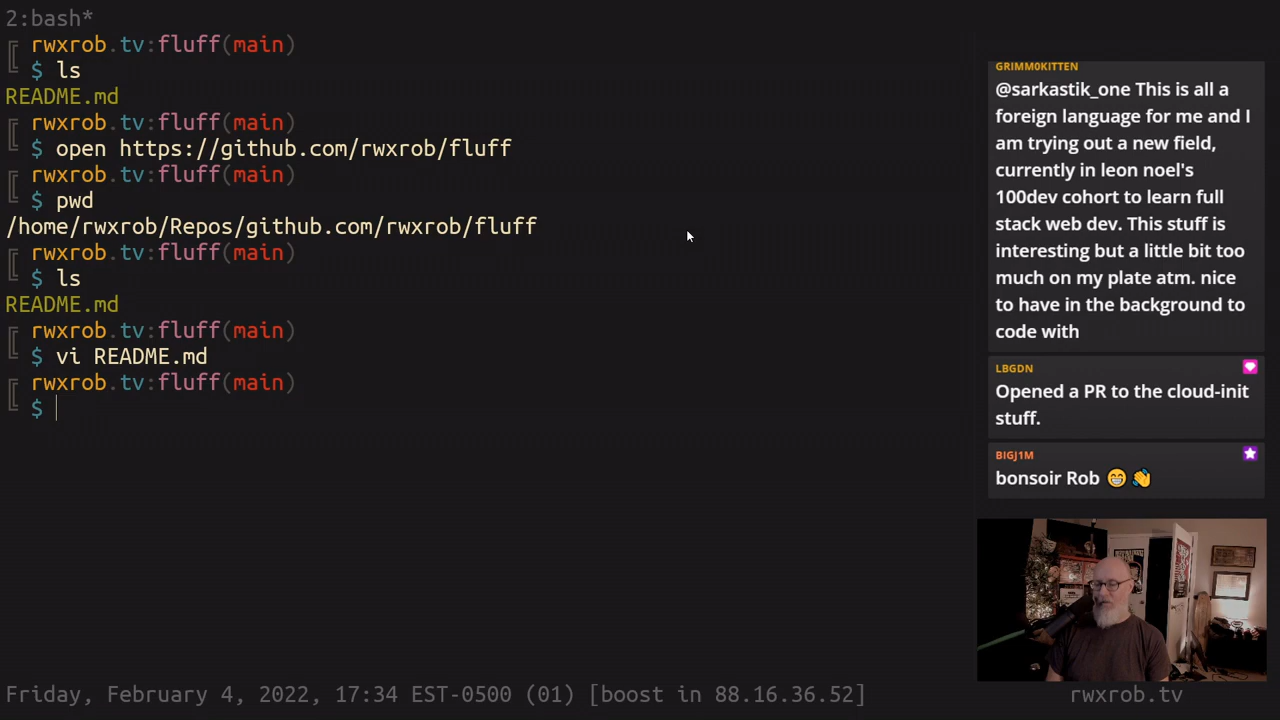 2:bash*
rwxrob.tv:fluff(main)
$ ls
README.md
rwxrob.tv:fluff(main)
$ open https://github.com/rwxrob/fluff
rwxrob.tv:fluff(main)
$ pwd
/home/rwxrob/Repos/github.com/rwxrob/fluff
rwxrob.tv:fluff(main)
$ ls
README.md
rwxrob.tv:fluff(main)
$ vi README.md
rwxrob.tv:fluff(main)
$
GRIMM0KITTEN
@sarkastik_one This is all a
foreign language for me and I
am trying out a new field,
currently in leon noel's
100dev cohort to learn full
stack web dev. This stuff is
interesting but a little bit too
much on my plate atm. nice
to have in the background to
code with
LBGDN
Opened a PR to the cloud-init
stuff.
BIGJ1M
bonsoir Rob 😁 👋
Friday, February 4, 2022, 17:34 EST-0500 (01) [boost in 88.16.36.52]
rwxrob.tv